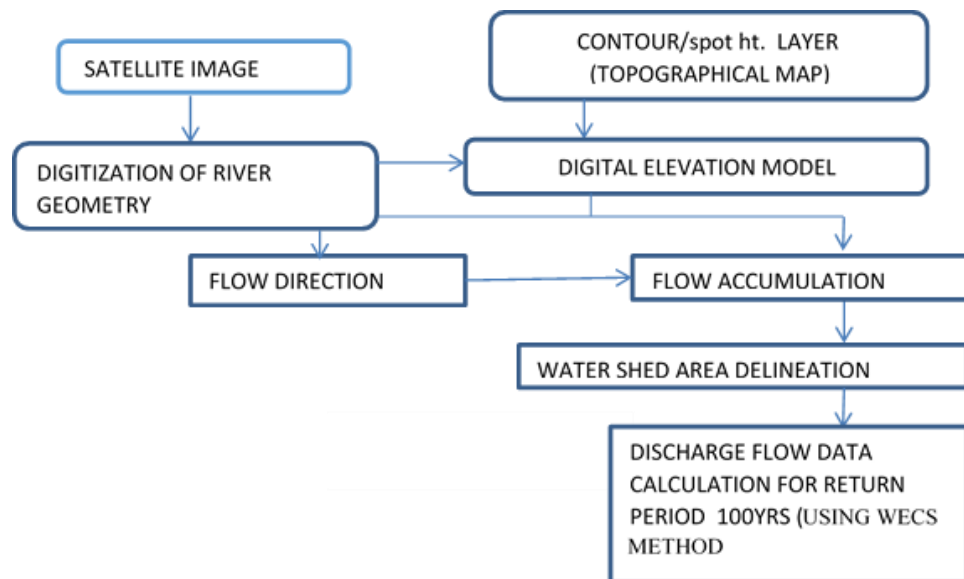 SATELLITE IMAGE
CONTOUR/spot ht. LAYER
(TOPOGRAPHICAL MAP)
DIGITIZATION OF RIVER
GEOMETRY
DIGITAL ELEVATION MODEL
FLOW DIRECTION
FLOW ACCUMULATION
WATER SHED AREA DELINEATION
DISCHARGE FLOW DATA
CALCULATION FOR RETURN
PERIOD 100YRS (USING WECS
METHOD